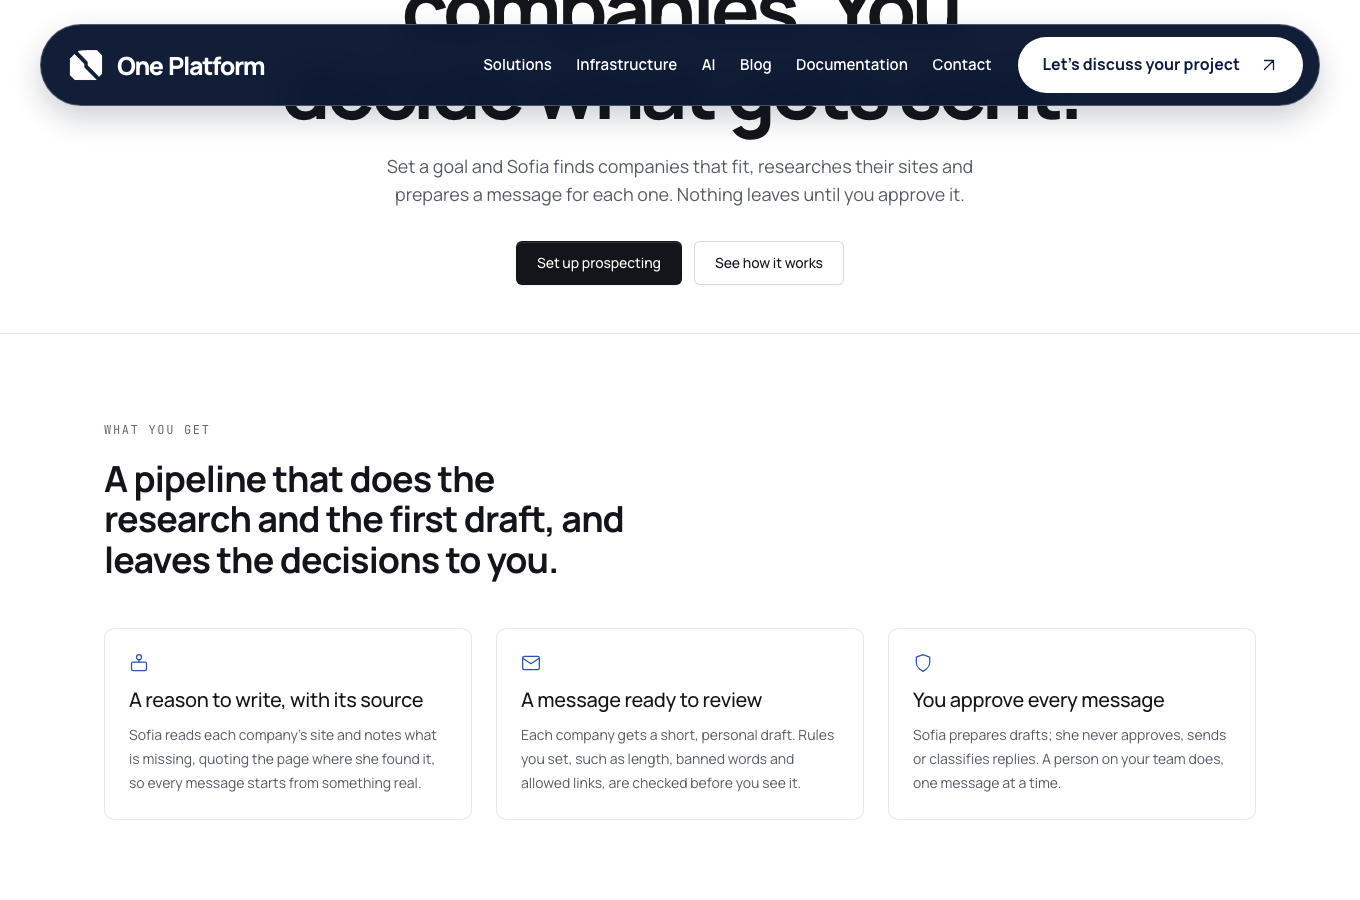 companies. You
One Platform
Solutions
Infrastructure
AI
Blog
Documentation
Contact
Let's discuss your project
decide what gets sent.
Set a goal and Sofia finds companies that fit, researches their sites and
prepares a message for each one. Nothing leaves until you approve it.
Set up prospecting
See how it works
WHAT YOU GET
A pipeline that does the
research and the first draft, and
leaves the decisions to you.
A reason to write, with its source
Sofia reads each company's site and notes what
is missing, quoting the page where she found it,
so every message starts from something real.
A message ready to review
Each company gets a short, personal draft. Rules
you set, such as length, banned words and
allowed links, are checked before you see it.
You approve every message
Sofia prepares drafts; she never approves, sends
or classifies replies. A person on your team does,
one message at a time.